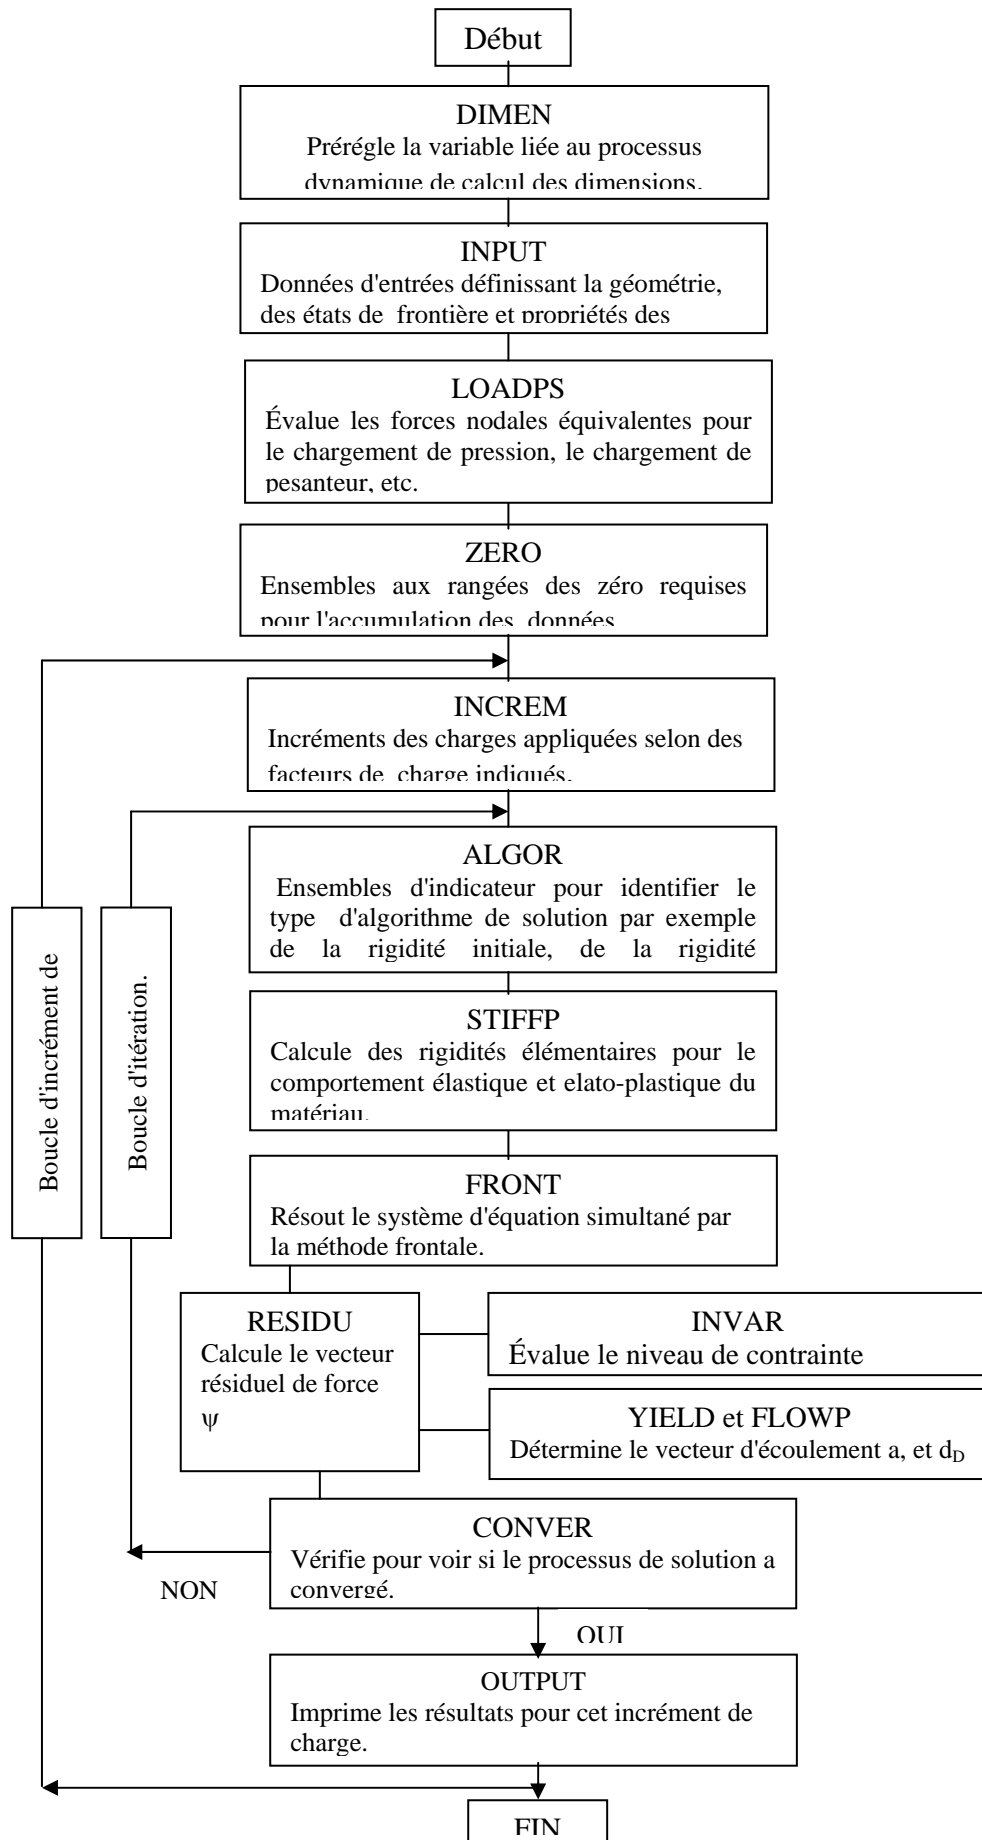 Début
DIMEN
Prérégle la variable liée au processus
dynamique de calcul des dimensions.
INPUT
Données d'entrées définissant la géométrie,
des états de frontière et propriétés des
LOADPS
Évalue les forces nodales équivalentes pour
le chargement de pression, le chargement de
pesanteur, etc.
ZERO
Ensembles aux rangées des zéro requises
pour l'accumulation des données
INCREM
Incréments des charges appliquées selon des
facteurs de charge indiqués.
ALGOR
Ensembles d'indicateur pour identifier le
type d'algorithme de solution par exemple
de la rigidité initiale, de la rigidité
Boucle d'incrément de
Boucle d'itération.
STIFFP
Calcule des rigidités élémentaires pour le
comportement élastique et elato-plastique du
matériau.
FRONT
Résout le système d'équation simultané par
la méthode frontale.
RESIDU
Calcule le vecteur
résiduel de force
ψ
INVAR
Évalue le niveau de contrainte
YIELD et FLOWP
Détermine le vecteur d'écoulement a, et d_D
CONVER
Vérifie pour voir si le processus de solution a
convergé.
NON
OUI
OUTPUT
Imprime les résultats pour cet incrément de
charge.
FIN